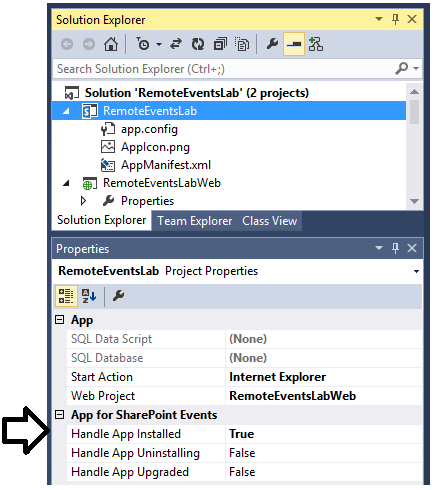 Solution Explorer
Search Solution Explorer (Ctrl+;)
Solution 'RemoteEventsLab' (2 projects)
RemoteEventsLab
app.config
AppIcon.png
AppManifest.xml
RemoteEventsLabWeb
Properties
Solution Explorer Team Explorer Class View
Properties
RemoteEventsLab Project Properties
App
SQL Data Script (None)
SQL Database (None)
Start Action Internet Explorer
Web Project RemoteEventsLabWeb
App for SharePoint Events
Handle App Installed True
Handle App Uninstalling False
Handle App Upgraded False